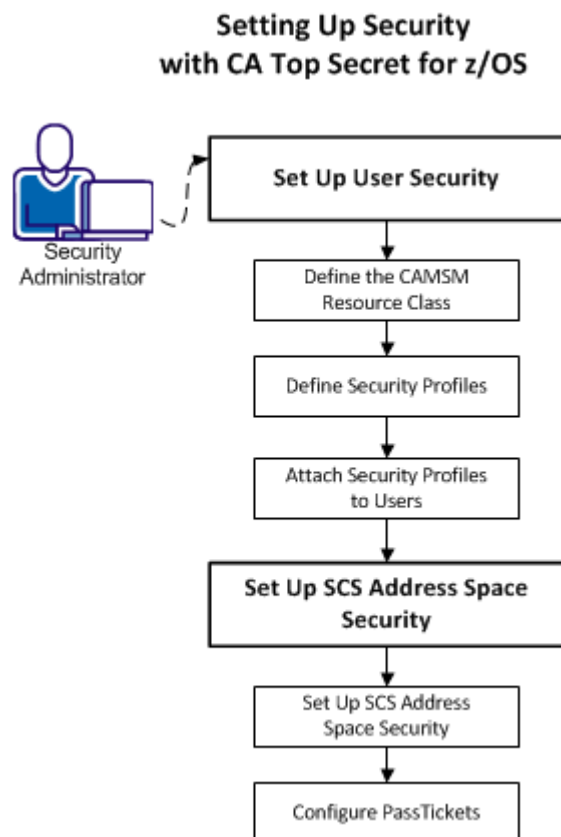 Setting Up Security
with CA Top Secret for z/OS
Set Up User Security
Security
Administrator
Define the CAMSM
Resource Class
Define Security Profiles
Attach Security Profiles
to Users
Set Up SCS Address Space
Security
Set Up SCS Address
Space Security
Configure PassTickets